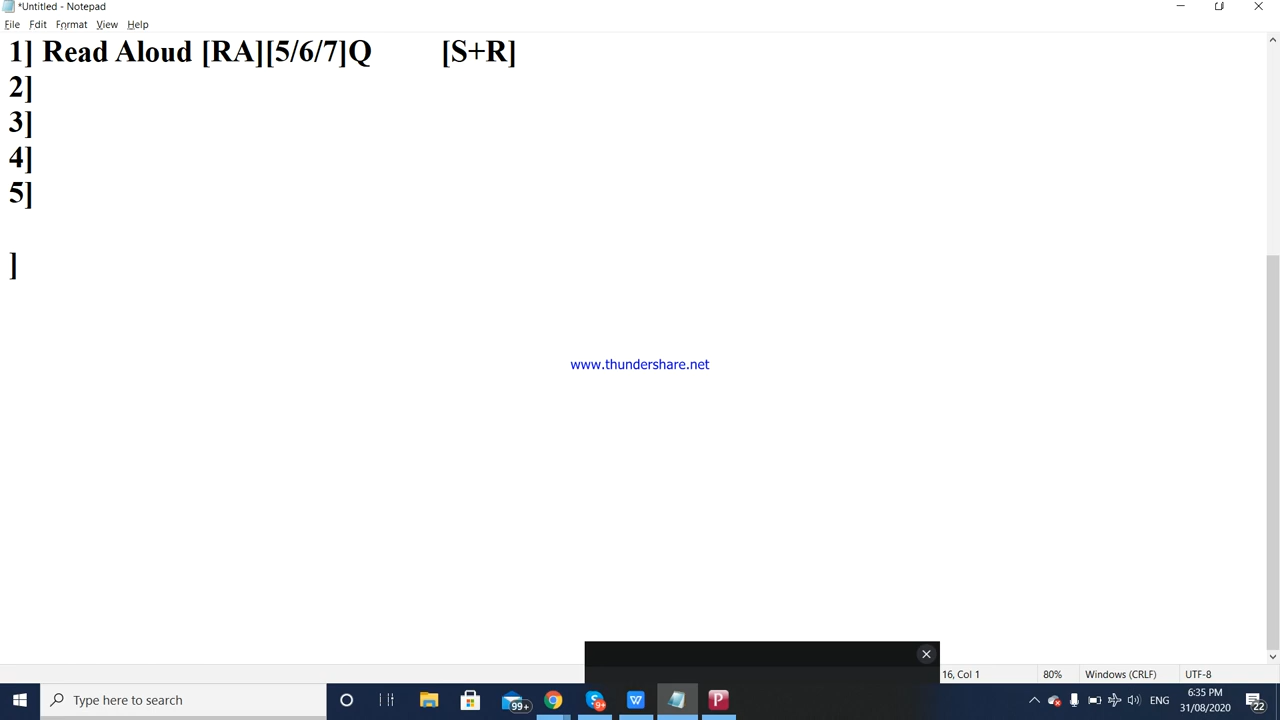 *Untitled - Notepad
File Edit Format View Help
1] Read Aloud [RA][5/6/7]Q [S+R]
2]
3]
4]
5]
]
www.thundershare.net
16, Col 1 80% Windows (CRLF) UTF-8
Type here to search
99+
9+
ENG
6:35 PM
31/08/2020
22